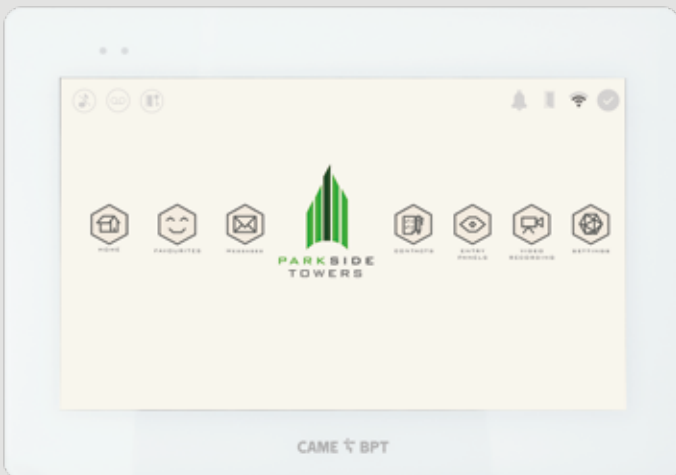 HOME
FAVOURITES
MESSAGES
PARKSIDE
TOWERS
CONTACTS
ENTRY
PANELS
VIDEO
RECORDING
SETTINGS
CAME BPT